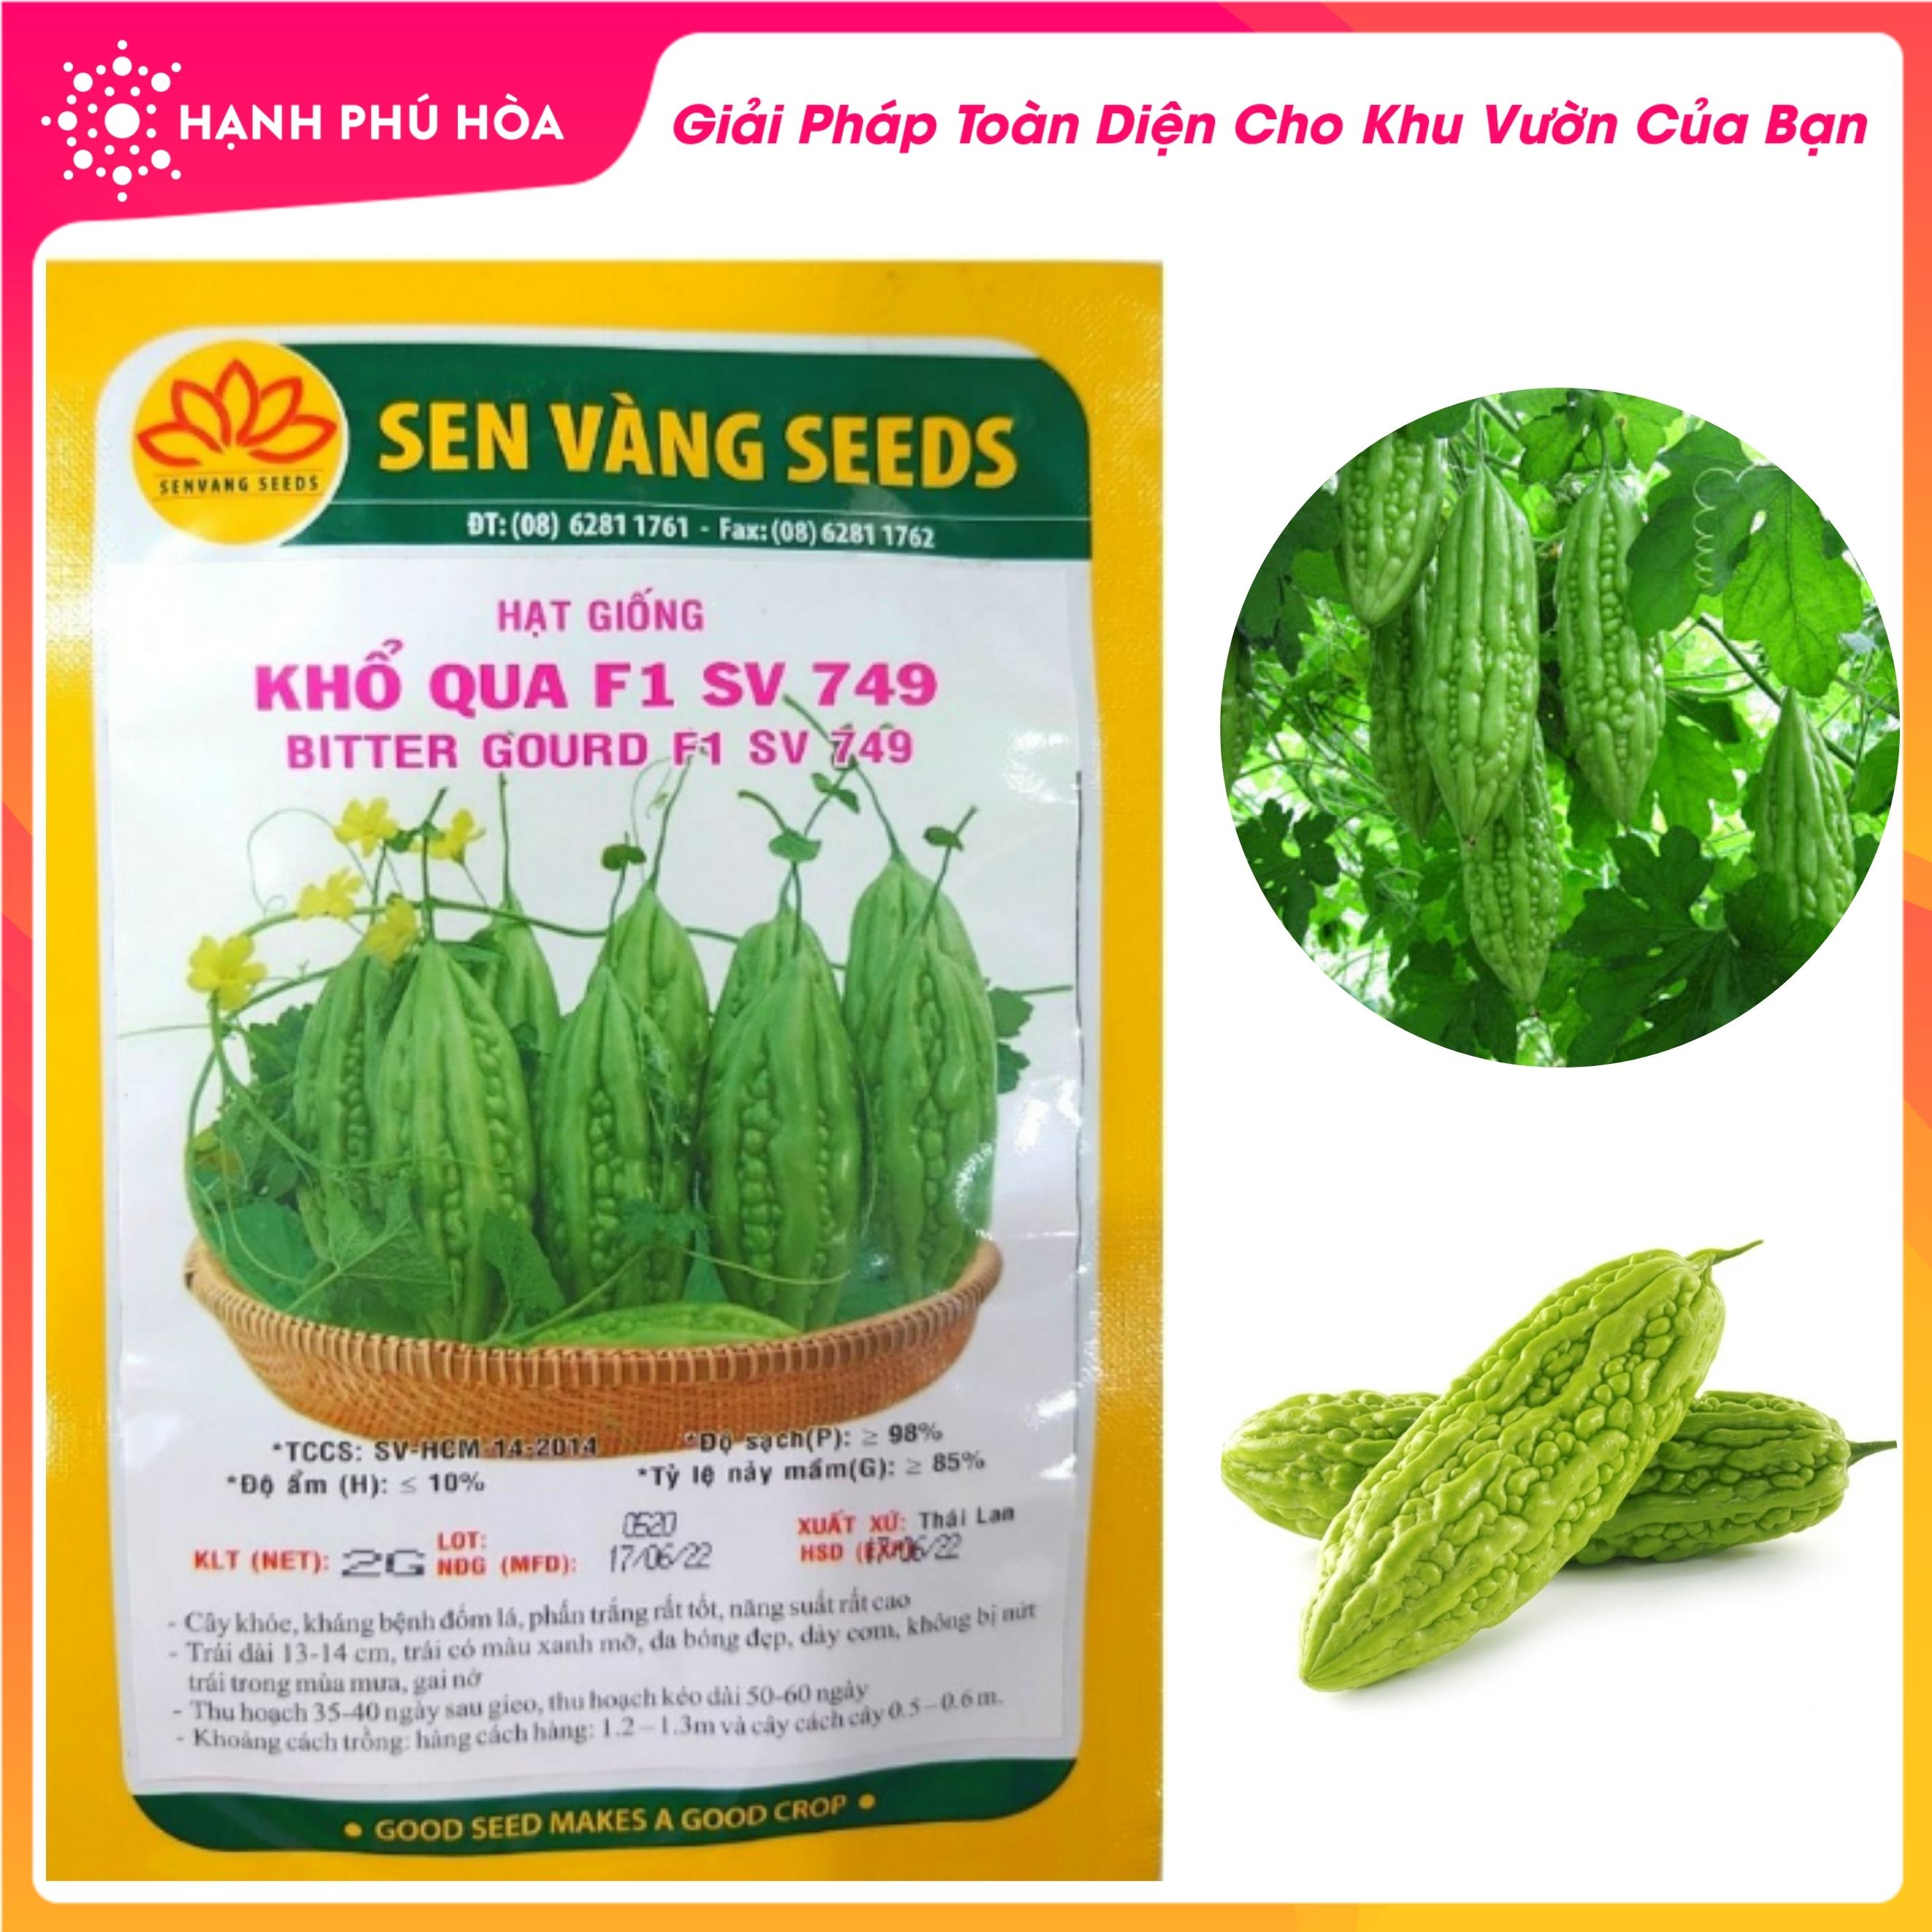 HẠNH PHÚ HÒA
Giải Pháp Toàn Diện Cho Khu Vườn Của Bạn
SEN VÀNG SEEDS
SENVANG SEEDS
ĐT: (08) 6281 1761 - Fax: (08) 6281 1762
HẠT GIỐNG
KHỔ QUA F1 SV 749
BITTER GOURD F1 SV 749
*TCCS: SV-HCM 14-2014 *Độ sạch(P): ≥ 98%
*Độ ẩm (H): ≤ 10% *Tỷ lệ nảy mầm(G): ≥ 85%
LOT: 0520 XUẤT XỨ: Thái Lan
KLT (NET): 2G NDG (MFD): 17/06/22 HSD
- Cây khỏe, kháng bệnh đốm lá, phấn trắng rất tốt, năng suất rất cao
- Trái dài 13-14 cm, trái có màu xanh mỡ, da bóng đẹp, dày cơm, không bị nứt
trái trong mùa mưa, gai nở
- Thu hoạch 35-40 ngày sau gieo, thu hoạch kéo dài 50-60 ngày
- Khoảng cách trồng: hàng cách hàng: 1.2 – 1.3m và cây cách cây 0.5 – 0.6 m.
• GOOD SEED MAKES A GOOD CROP •